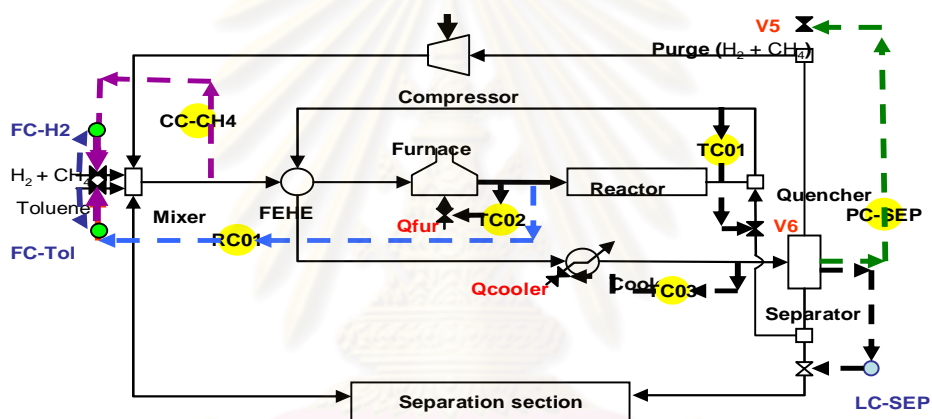 V5
Purge (H2 + CH4)
Compressor
CC-CH4
FC-H2
TC01
Furnace
H2 + CH4
Reactor
Quencher
Toluene
Mixer
FEHE
Qfur
TC02
V6
PC-SEP
FC-Tol
RC01
Qcooler
TC03
Separator
Separation section
LC-SEP